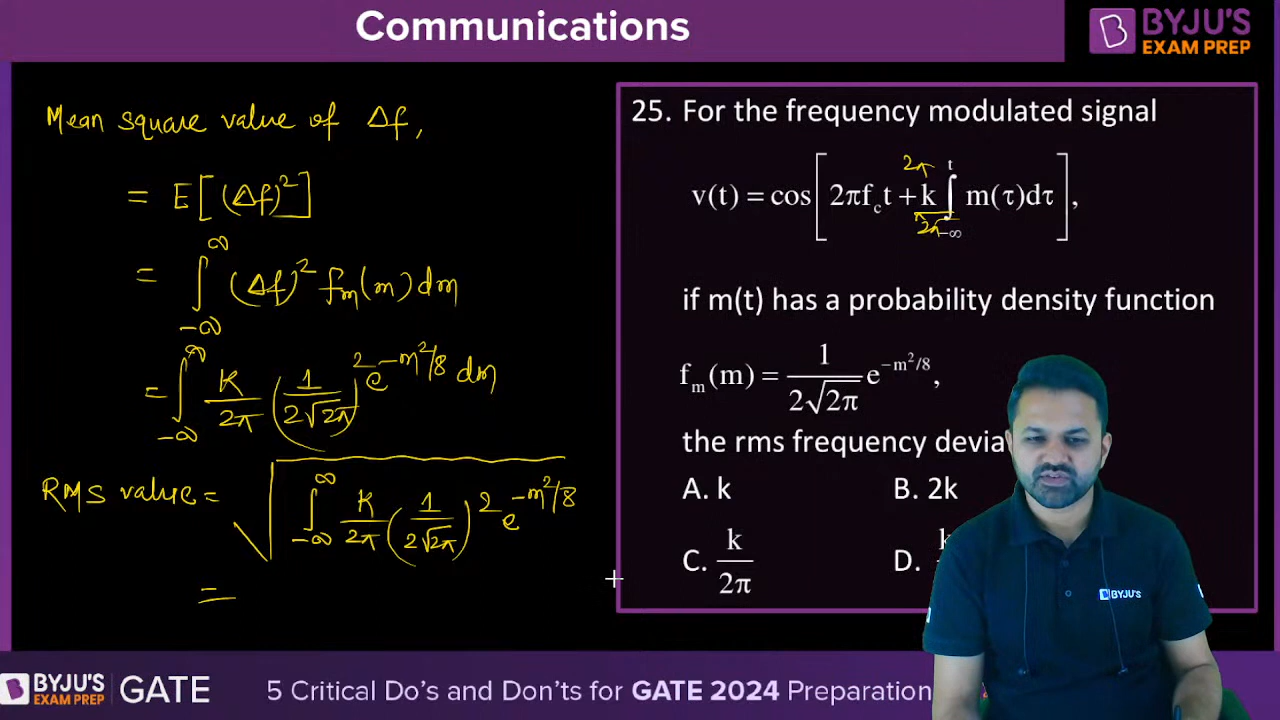 Communications
BYJU'S
EXAM PREP
Mean square value of Δf,
= E[(Δf)²]
= ∫_{-∞}^{∞} (Δf)² f_m(m) dm
= ∫_{-∞}^{∞} K/2π (1/2√2π)² e^{-m²/8} dm
RMS value = √ ∫_{-∞}^{∞} K/2π (1/2√2π)² e^{-m²/8}
=
25. For the frequency modulated signal
2π
v(t) = cos[2πf_c t + k ∫_{-∞}^{t} m(τ)dτ],
2π
if m(t) has a probability density function
f_m(m) = 1/2√2π e^{-m²/8},
the rms frequency devia
A. k B. 2k
C. k/2π D. k
BYJU'S
BYJU'S EXAM PREP GATE 5 Critical Do's and Don'ts for GATE 2024 Preparation